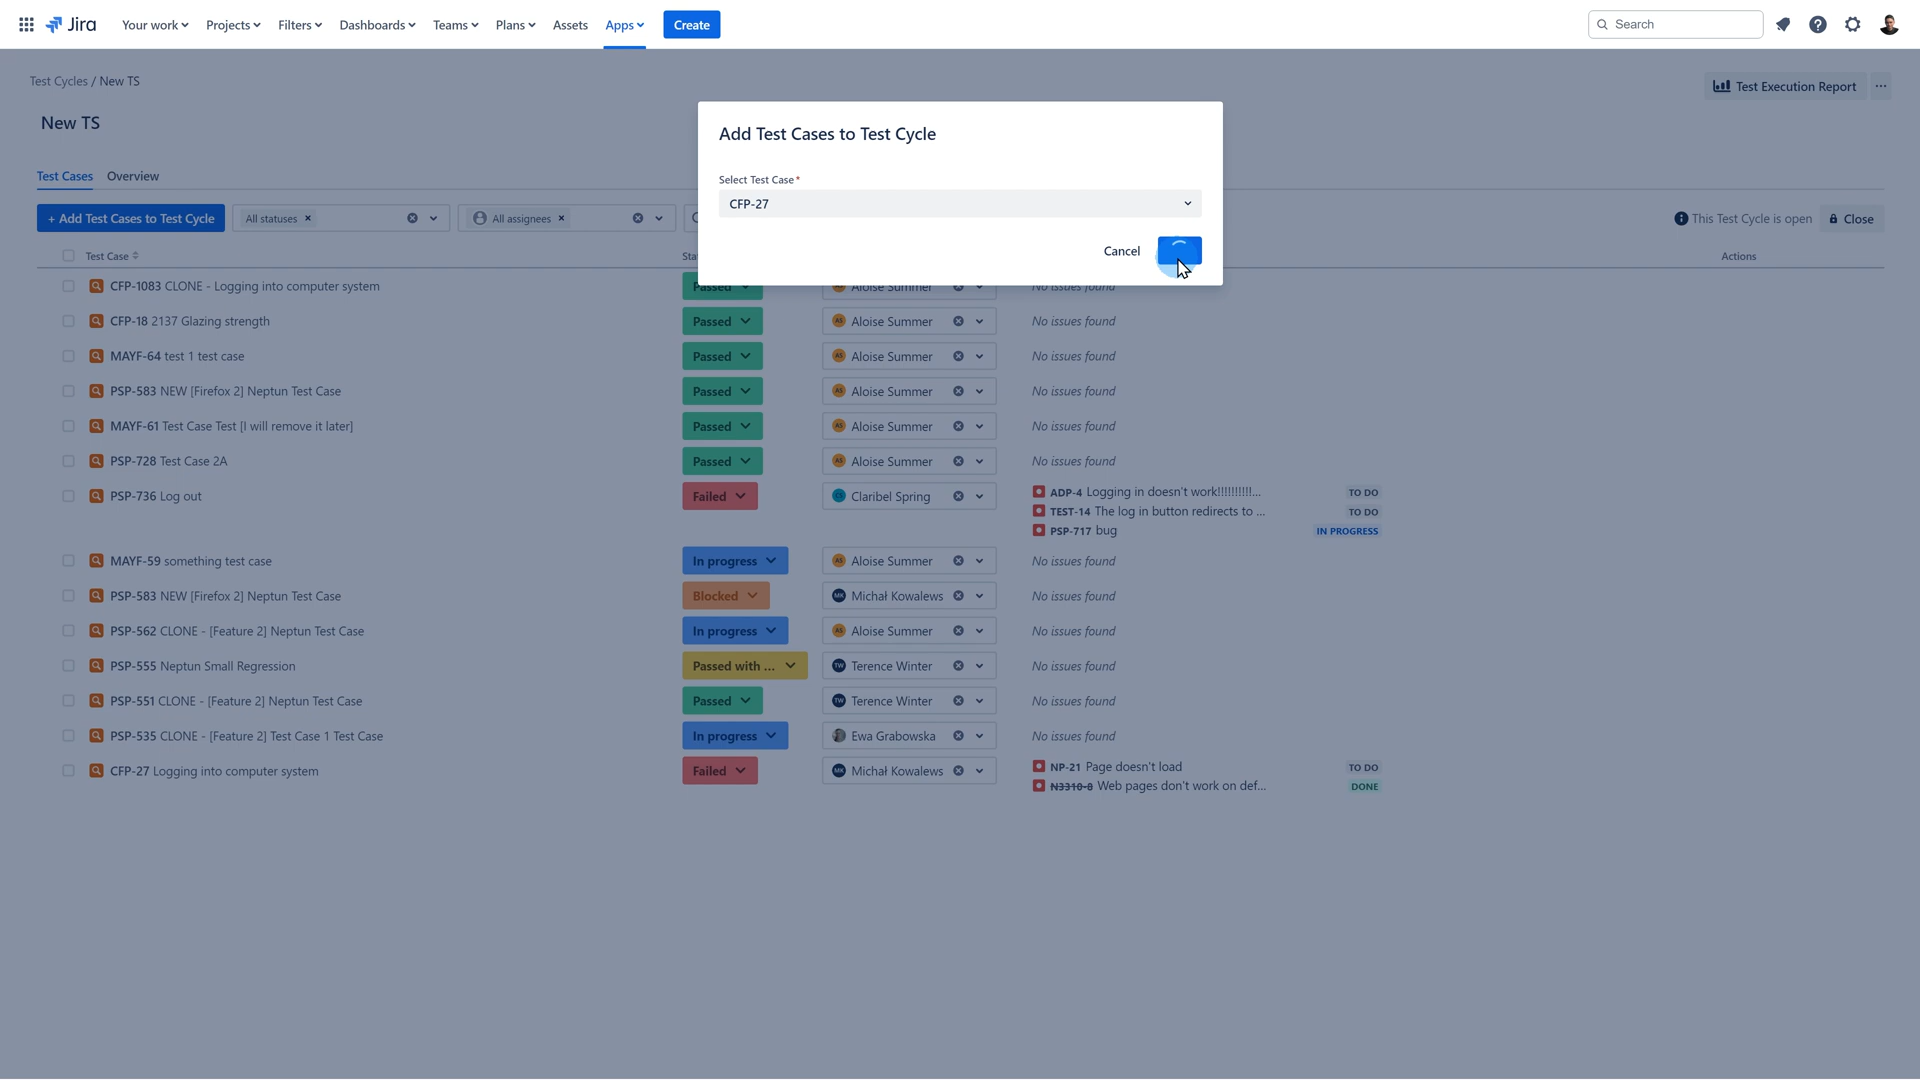 Jira Your work Projects Filters Dashboards Teams Plans Assets Apps Create Search
Test Cycles / New TS
Test Execution Report
New TS
Add Test Cases to Test Cycle
Select Test Case*
CFP-27
Cancel
Test Cases Overview
+ Add Test Cases to Test Cycle All statuses All assignees This Test Cycle is open Close
Test Case Sta Actions
CFP-1083 CLONE - Logging into computer system Passed Aloise Summer No issues found
CFP-18 2137 Glazing strength Passed AS Aloise Summer No issues found
MAYF-64 test 1 test case Passed AS Aloise Summer No issues found
PSP-583 NEW [Firefox 2] Neptun Test Case Passed AS Aloise Summer No issues found
MAYF-61 Test Case Test [I will remove it later] Passed AS Aloise Summer No issues found
PSP-728 Test Case 2A Passed AS Aloise Summer No issues found
PSP-736 Log out Failed CS Claribel Spring ADP-4 Logging in doesn't work!!!!!!!!!!... TO DO
TEST-14 The log in button redirects to ... TO DO
PSP-717 bug IN PROGRESS
MAYF-59 something test case In progress AS Aloise Summer No issues found
PSP-583 NEW [Firefox 2] Neptun Test Case Blocked MK Michał Kowalews No issues found
PSP-562 CLONE - [Feature 2] Neptun Test Case In progress AS Aloise Summer No issues found
PSP-555 Neptun Small Regression Passed with ... TW Terence Winter No issues found
PSP-551 CLONE - [Feature 2] Neptun Test Case Passed TW Terence Winter No issues found
PSP-535 CLONE - [Feature 2] Test Case 1 Test Case In progress Ewa Grabowska No issues found
CFP-27 Logging into computer system Failed MK Michał Kowalews NP-21 Page doesn't load TO DO
N3310-8 Web pages don't work on def... DONE